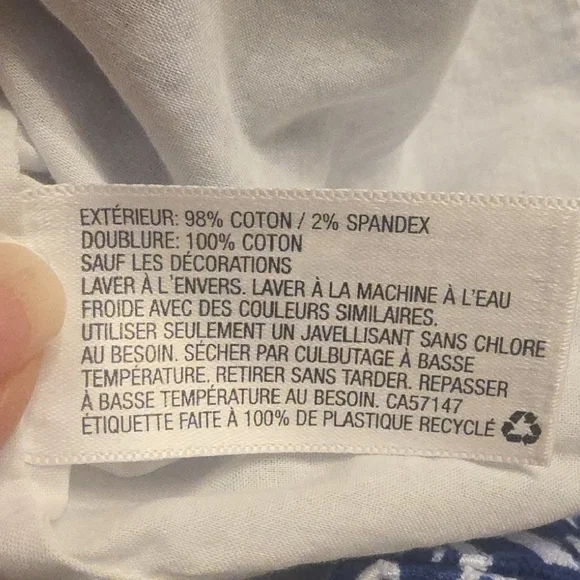 EXTÉRIEUR: 98% COTON / 2% SPANDEX
DOUBLURE: 100% COTON
SAUF LES DÉCORATIONS
LAVER À L'ENVERS. LAVER À LA MACHINE À L'EAU
FROIDE AVEC DES COULEURS SIMILAIRES.
UTILISER SEULEMENT UN JAVELLISANT SANS CHLORE
AU BESOIN. SÉCHER PAR CULBUTAGE À BASSE
TEMPÉRATURE. RETIRER SANS TARDER. REPASSER
À BASSE TEMPÉRATURE AU BESOIN. CA57147
ÉTIQUETTE FAITE À 100% DE PLASTIQUE RECYCLÉ